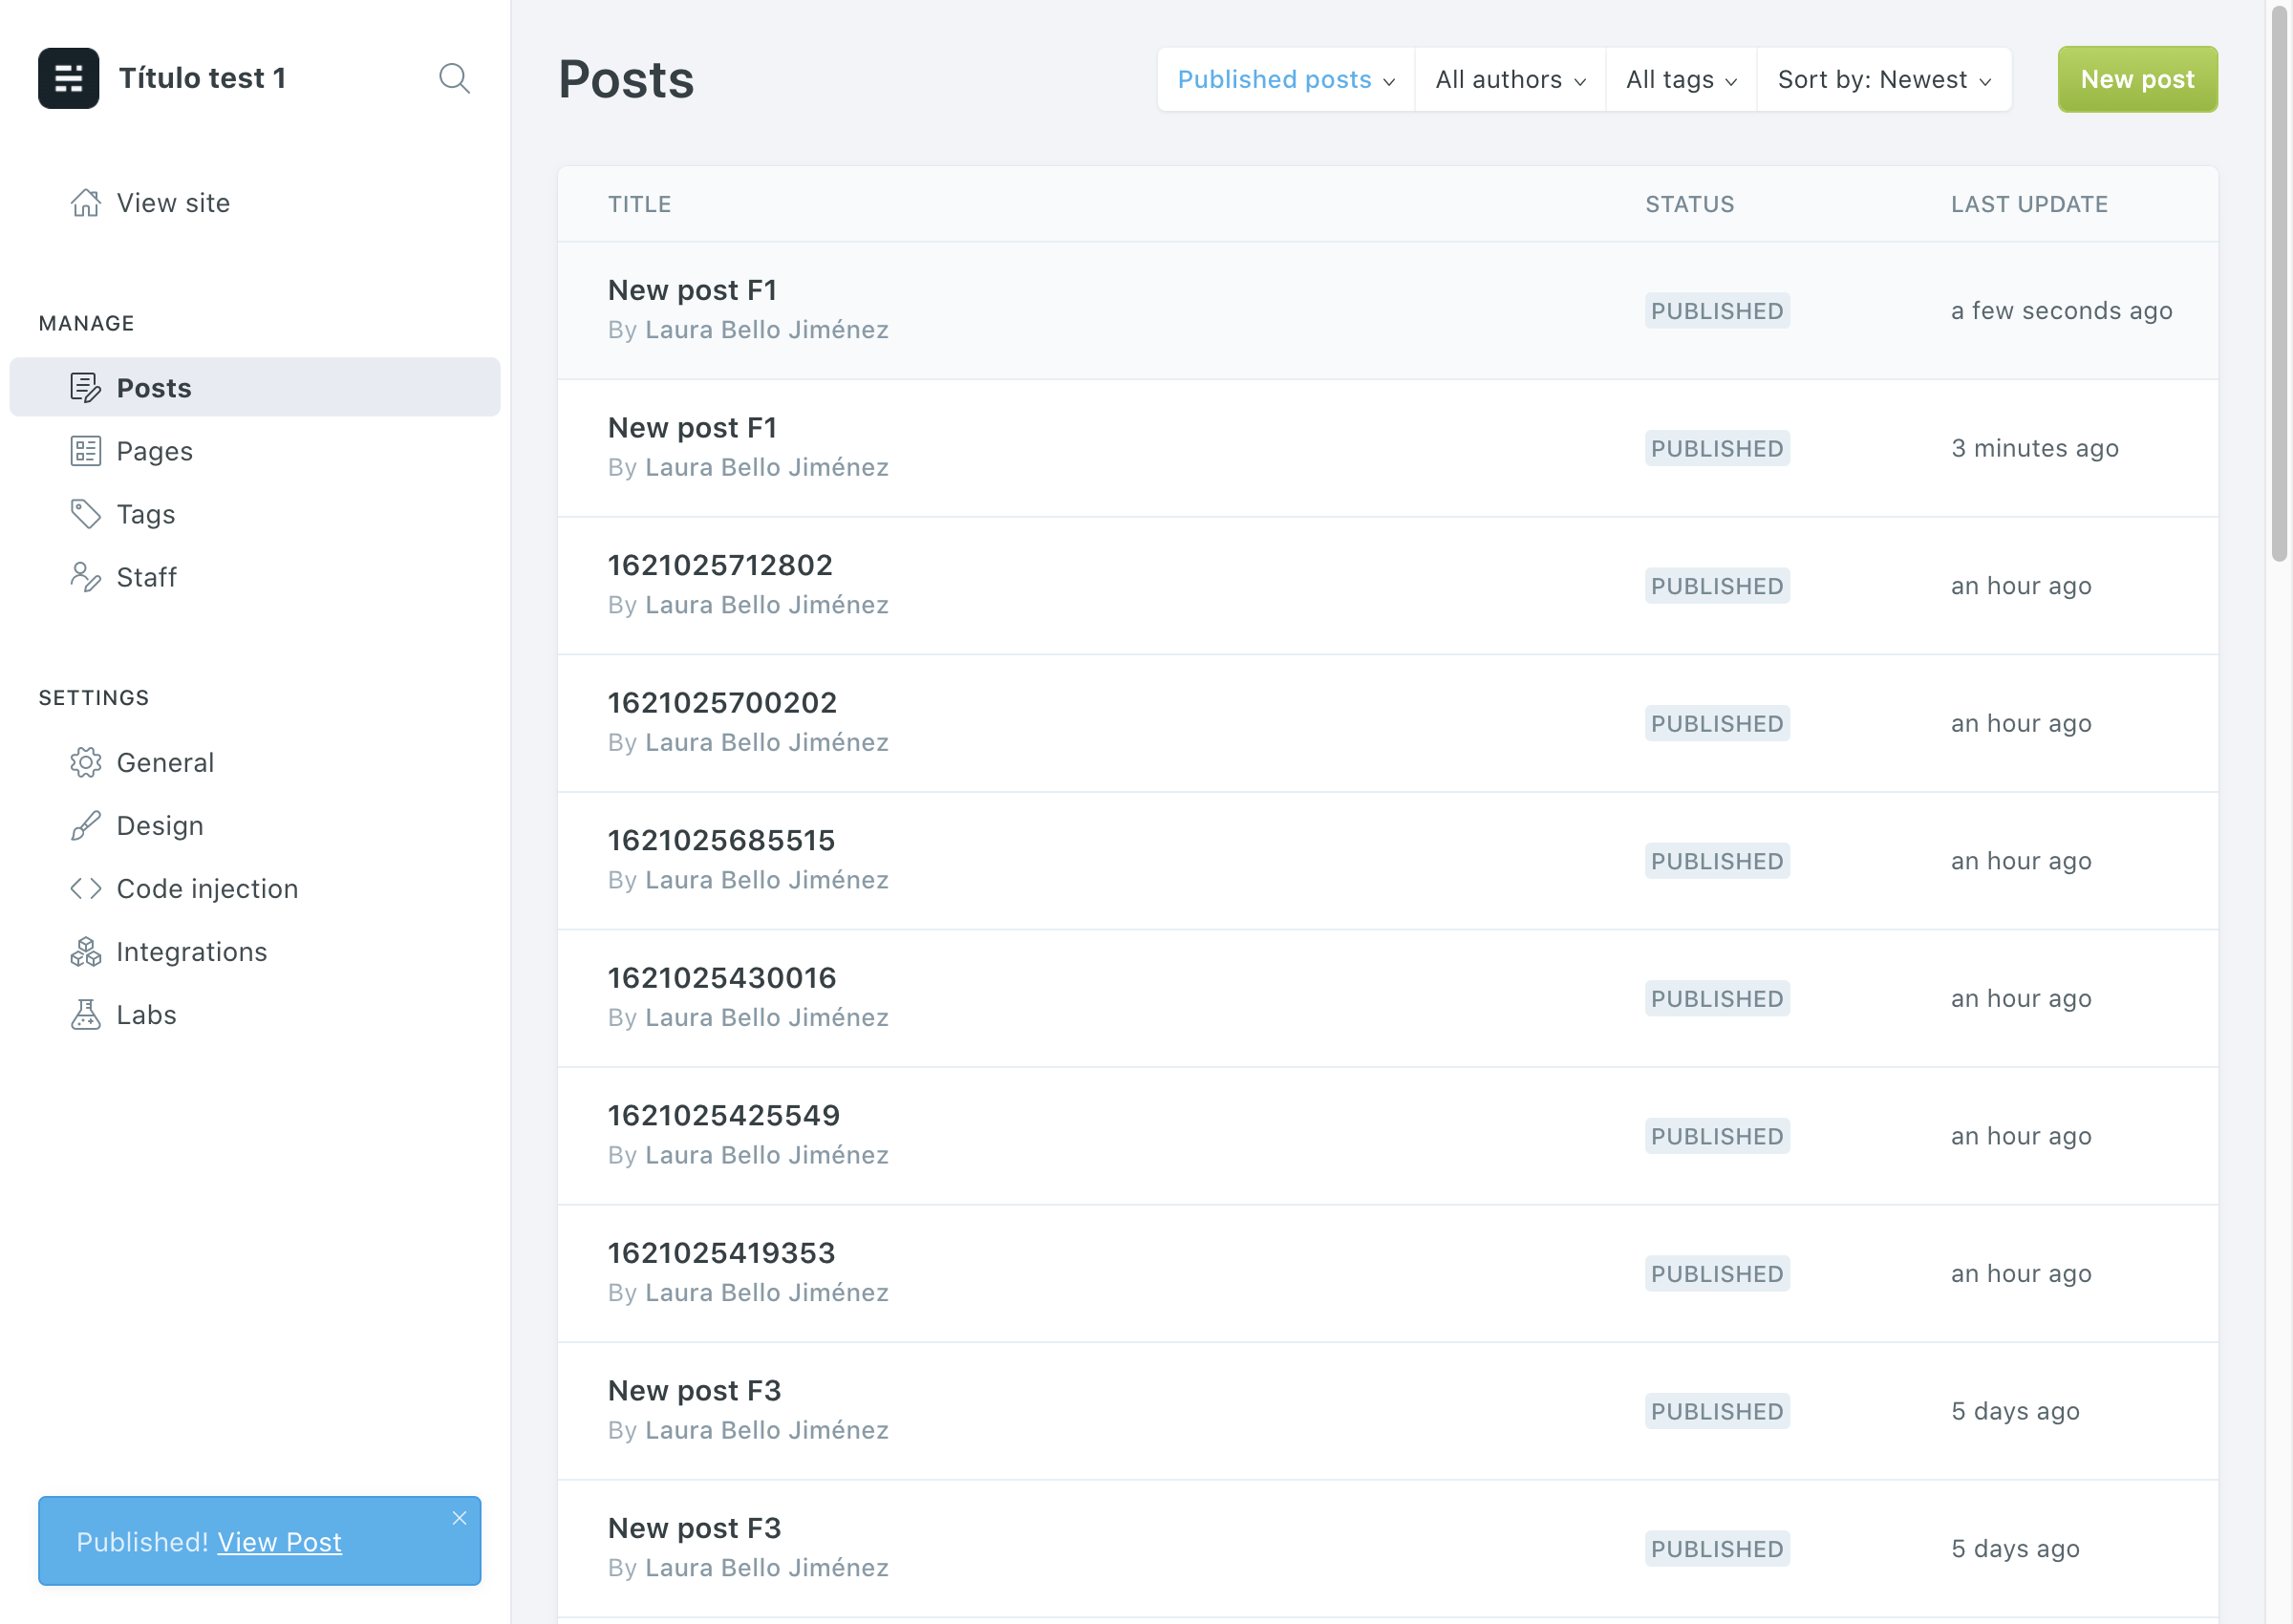 Título test 1
View site
MANAGE
Posts
Pages
Tags
Staff
SETTINGS
General
Design
Code injection
Integrations
Labs
Published! View Post
Posts
Published posts All authors All tags Sort by: Newest New post
TITLE STATUS LAST UPDATE
New post F1
By Laura Bello Jiménez
PUBLISHED a few seconds ago
New post F1
By Laura Bello Jiménez
PUBLISHED 3 minutes ago
1621025712802
By Laura Bello Jiménez
PUBLISHED an hour ago
1621025700202
By Laura Bello Jiménez
PUBLISHED an hour ago
1621025685515
By Laura Bello Jiménez
PUBLISHED an hour ago
1621025430016
By Laura Bello Jiménez
PUBLISHED an hour ago
1621025425549
By Laura Bello Jiménez
PUBLISHED an hour ago
1621025419353
By Laura Bello Jiménez
PUBLISHED an hour ago
New post F3
By Laura Bello Jiménez
PUBLISHED 5 days ago
New post F3
By Laura Bello Jiménez
PUBLISHED 5 days ago